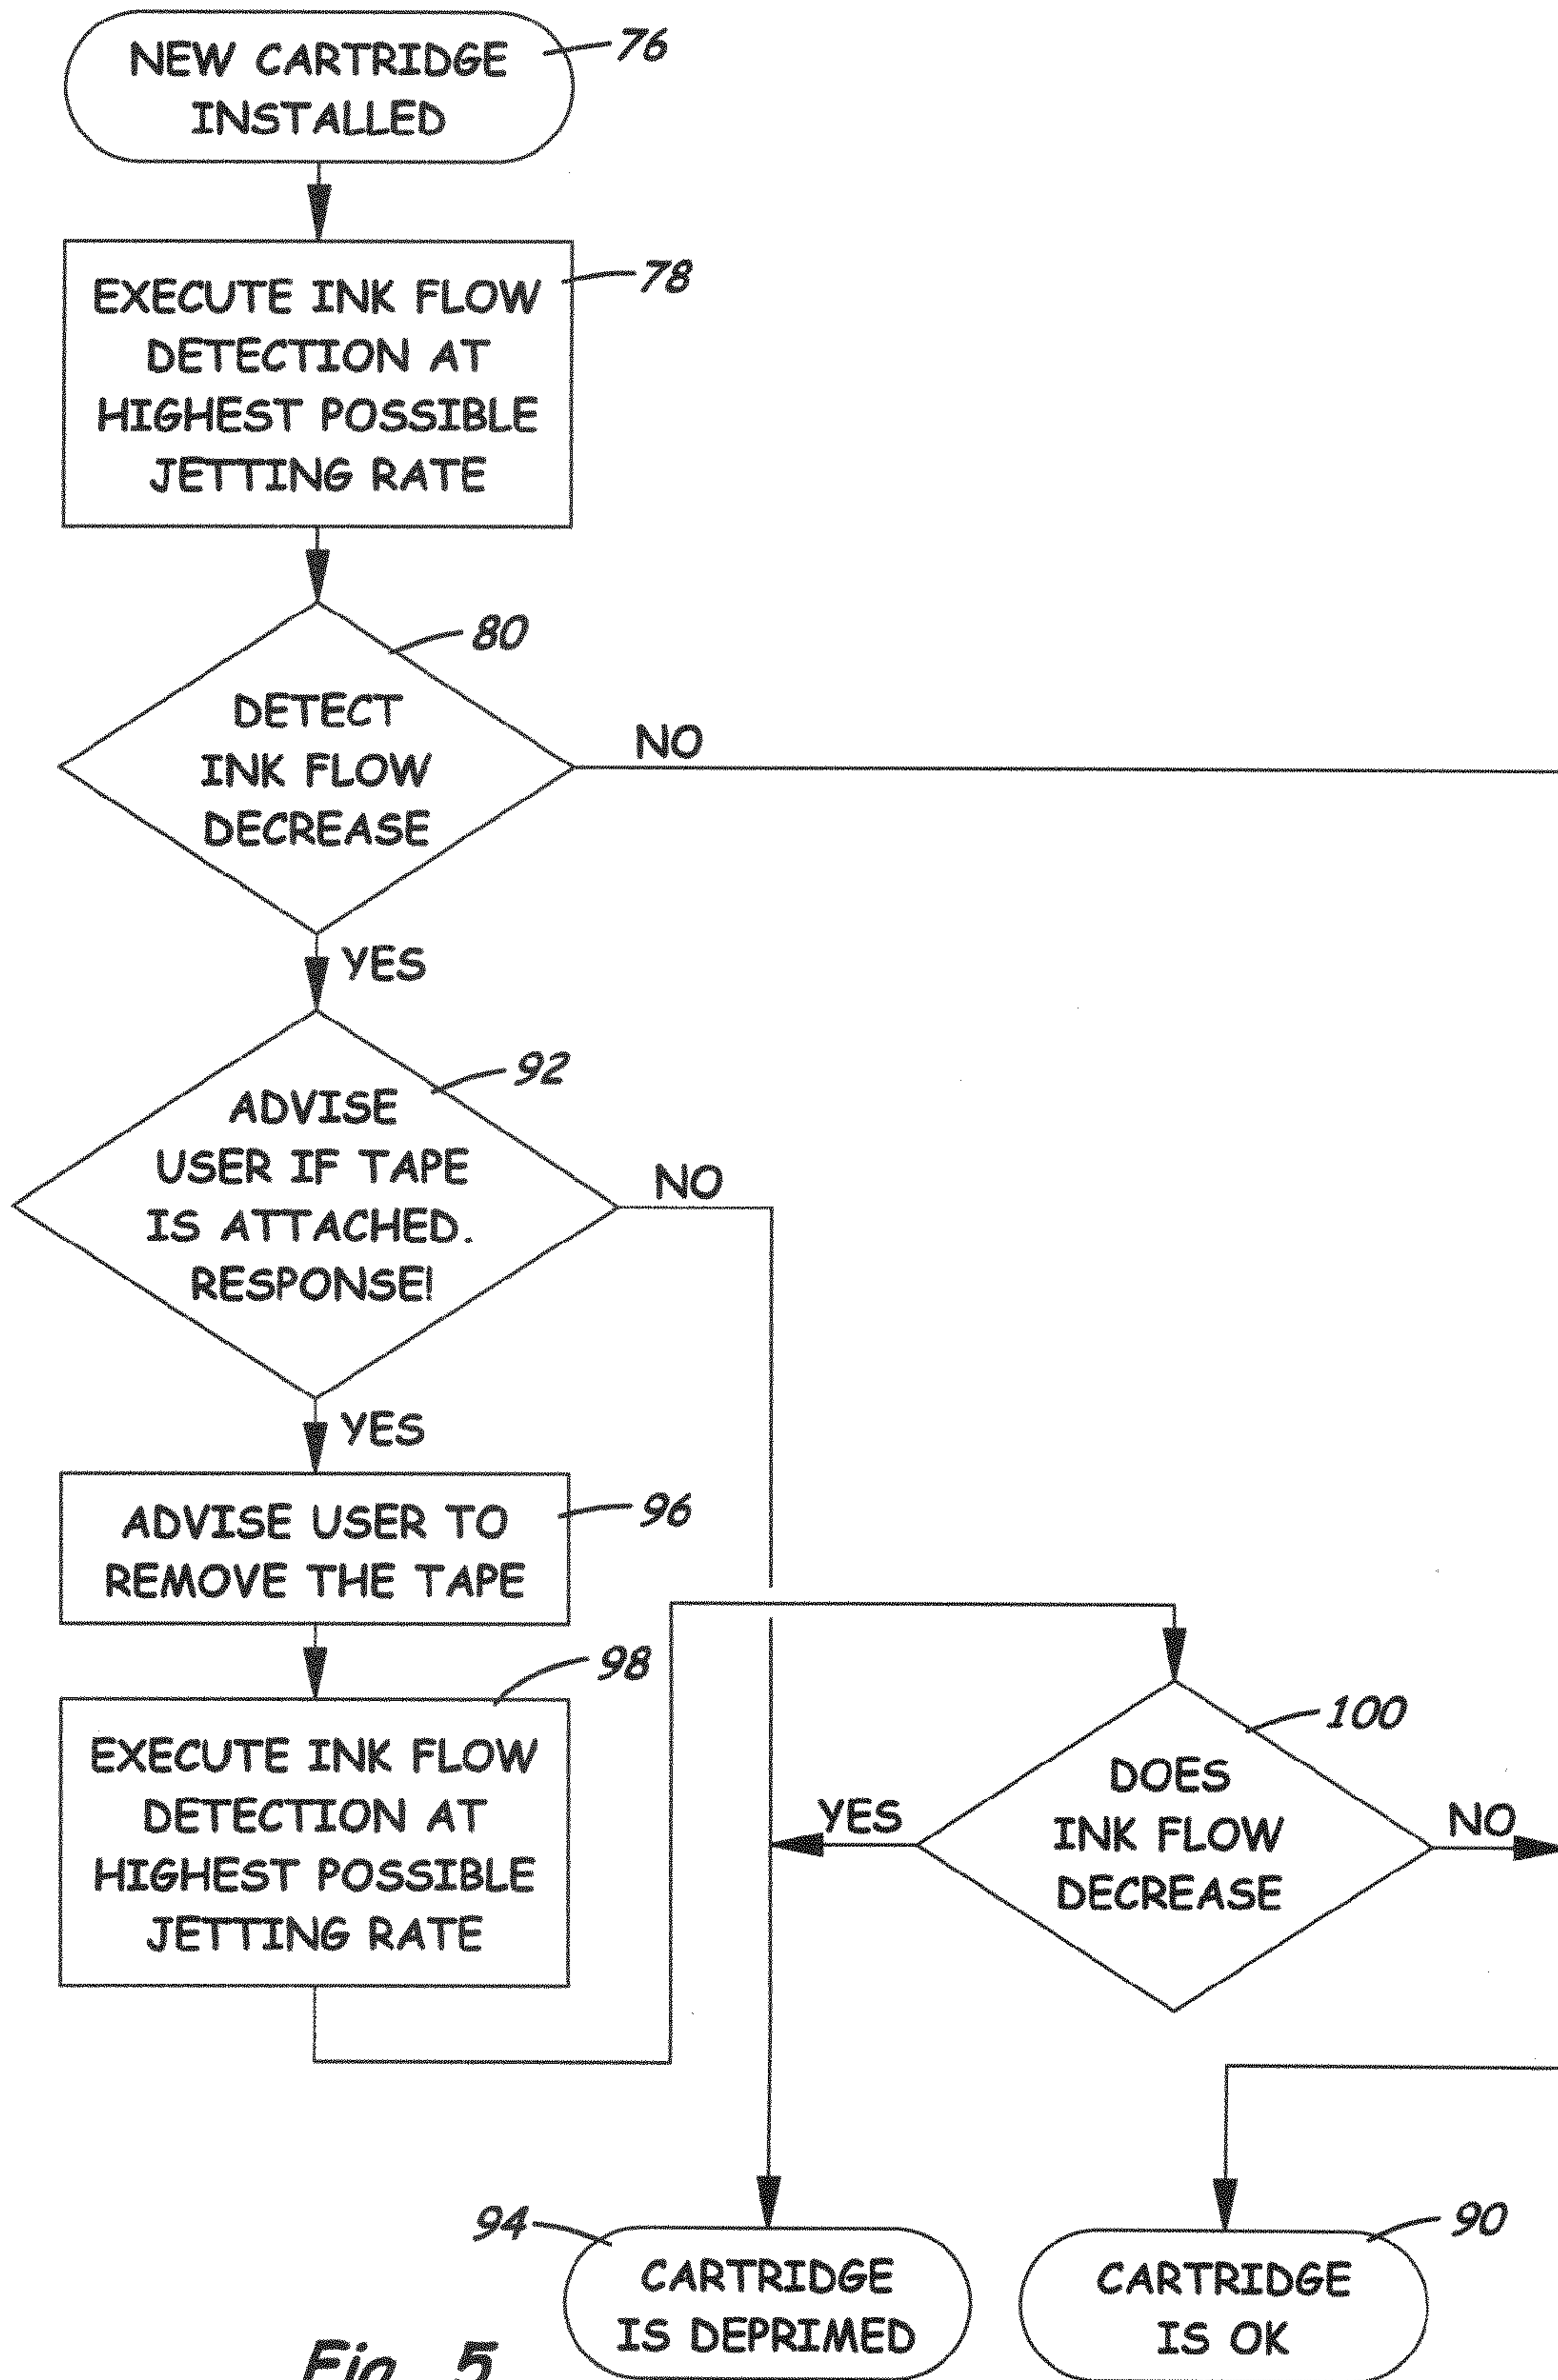 NEW CARTRIDGE
INSTALLED
76
EXECUTE INK FLOW
DETECTION AT
HIGHEST POSSIBLE
JETTING RATE
78
80
DETECT
INK FLOW
DECREASE
NO
YES
92
ADVISE
USER IF TAPE
IS ATTACHED.
RESPONSE!
NO
YES
ADVISE USER TO
REMOVE THE TAPE
96
98
EXECUTE INK FLOW
DETECTION AT
HIGHEST POSSIBLE
JETTING RATE
100
DOES
INK FLOW
DECREASE
YES
NO
94
CARTRIDGE
IS DEPRIMED
90
CARTRIDGE
IS OK
Fig. 5